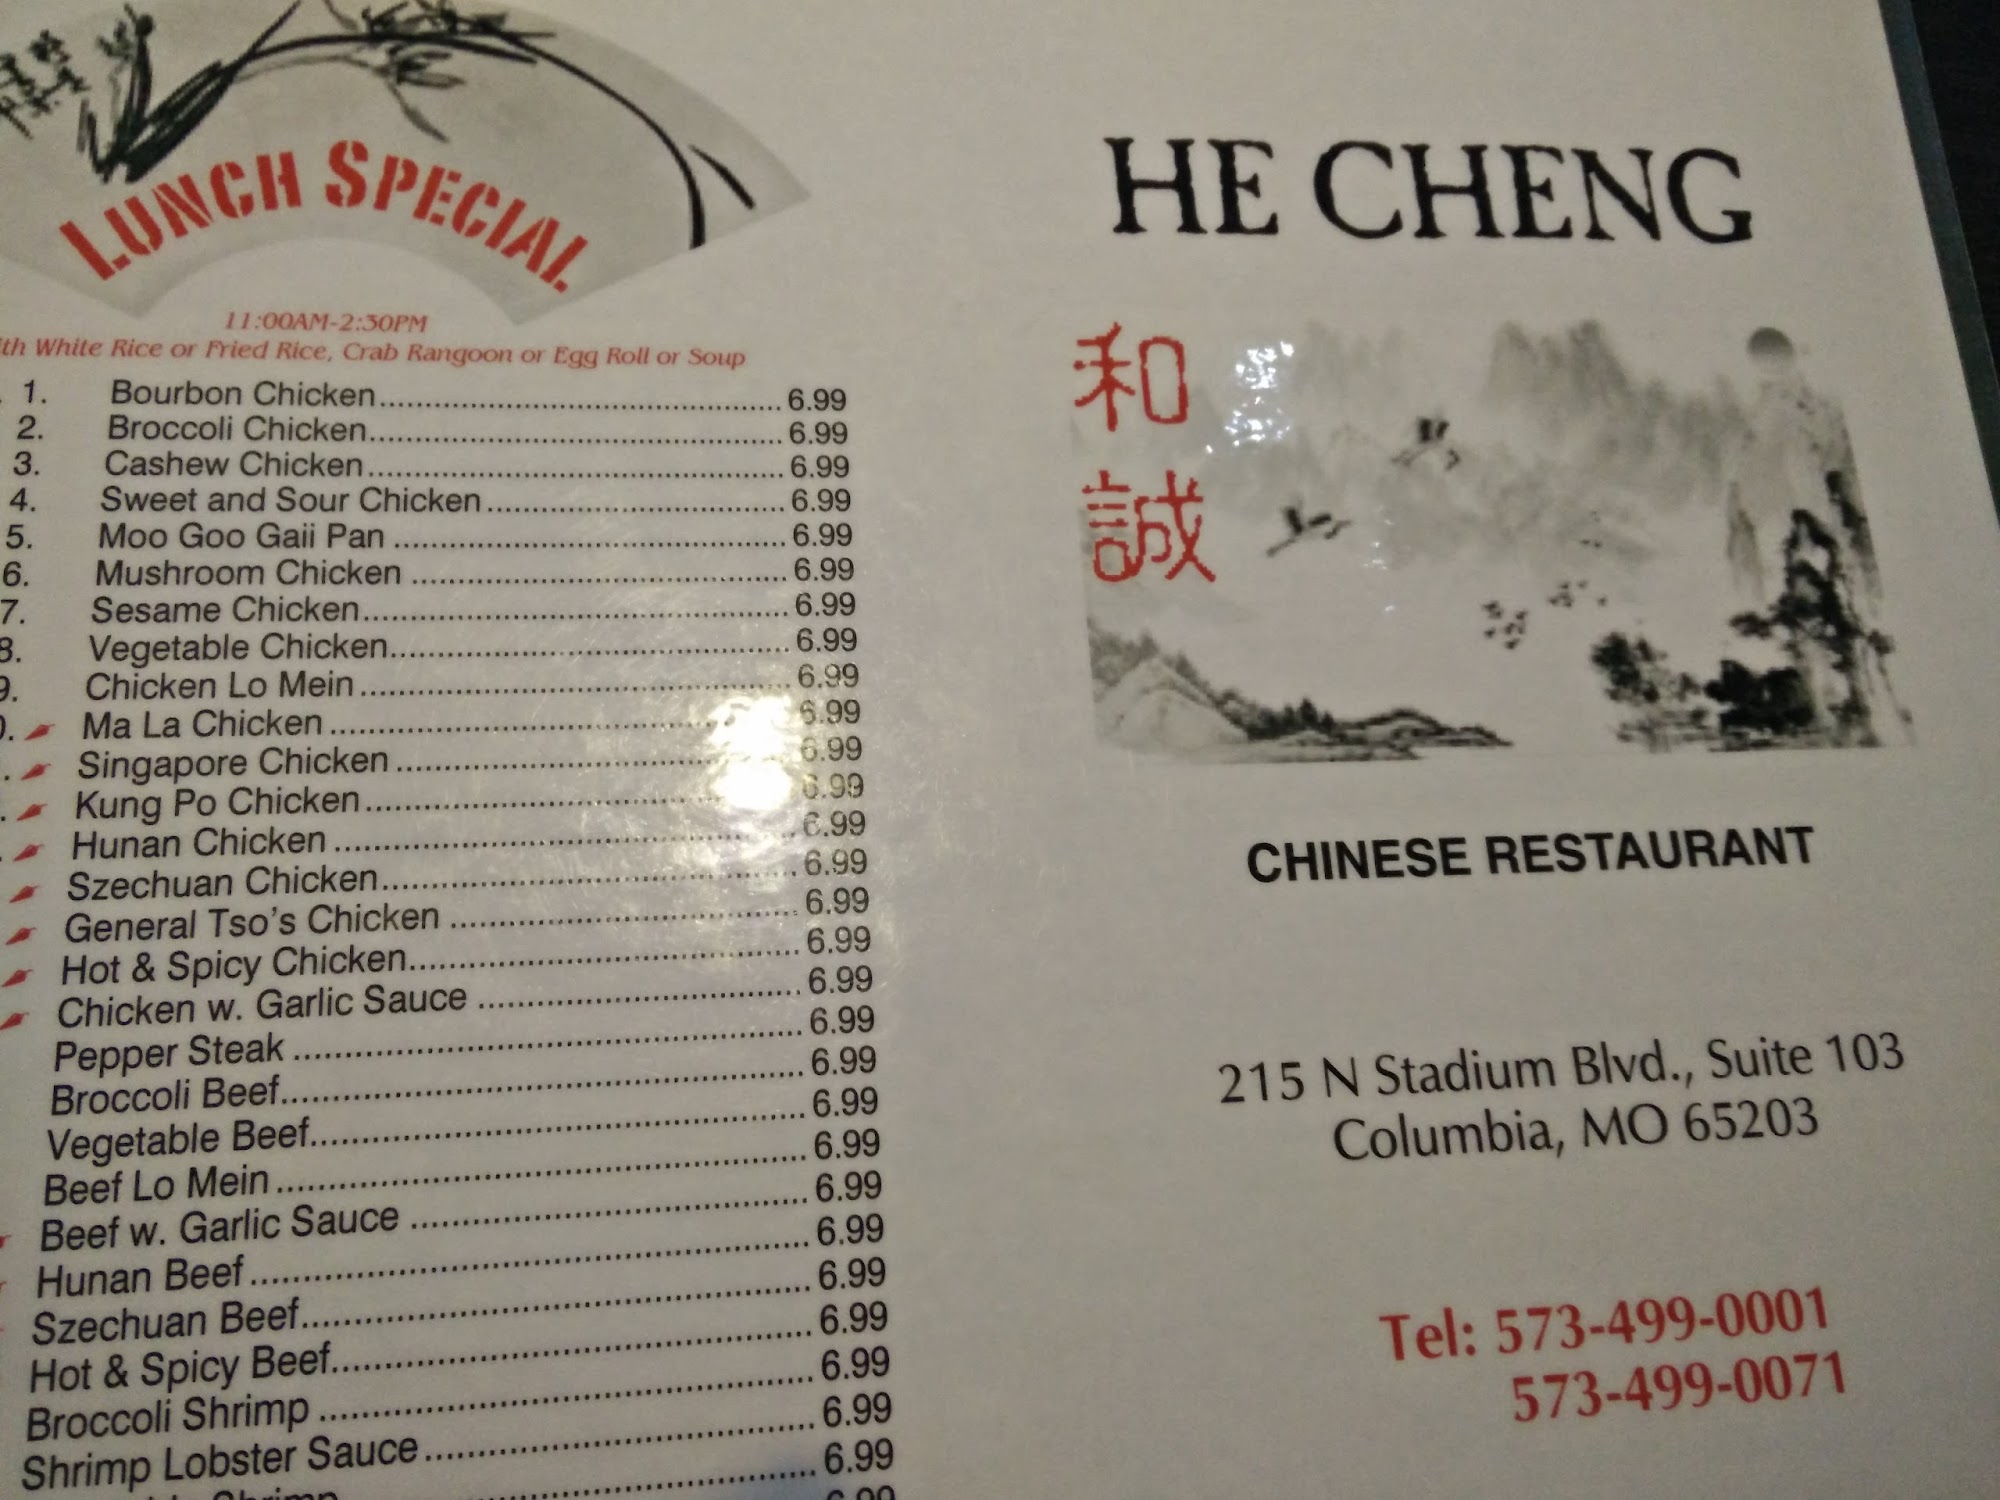 LUNCH SPECIAL
11:00AM-2:30PM
White Rice or Fried Rice, Crab Rangoon or Egg Roll or Soup
1. Bourbon Chicken 6.99
2. Broccoli Chicken 6.99
3. Cashew Chicken 6.99
4. Sweet and Sour Chicken 6.99
5. Moo Goo Gaii Pan 6.99
6. Mushroom Chicken 6.99
7. Sesame Chicken 6.99
8. Vegetable Chicken 6.99
9. Chicken Lo Mein 6.99
Ma La Chicken 6.99
Singapore Chicken 6.99
Kung Po Chicken 6.99
Hunan Chicken 6.99
Szechuan Chicken 6.99
General Tso's Chicken 6.99
Hot & Spicy Chicken 6.99
Chicken w. Garlic Sauce 6.99
Pepper Steak 6.99
Broccoli Beef 6.99
Vegetable Beef 6.99
Beef Lo Mein 6.99
Beef w. Garlic Sauce 6.99
Hunan Beef 6.99
Szechuan Beef 6.99
Hot & Spicy Beef 6.99
Broccoli Shrimp 6.99
Shrimp Lobster Sauce 6.99
Shrimp 6.99
HE CHENG
和
誠
CHINESE RESTAURANT
215 N Stadium Blvd., Suite 103
Columbia, MO 65203
Tel: 573-499-0001
573-499-0071